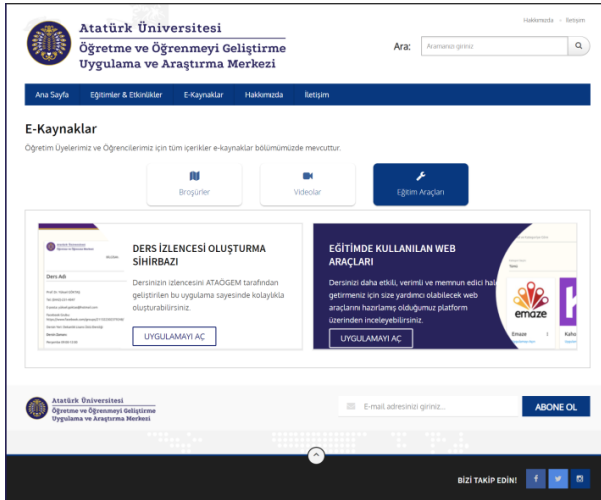 Hakkımızda - İletişim
Atatürk Üniversitesi
Öğretme ve Öğrenmeyi Geliştirme
Uygulama ve Araştırma Merkezi
Ara: Aramanızı giriniz
Ana Sayfa Eğitimler & Etkinlikler E-Kaynaklar Hakkımızda İletişim
E-Kaynaklar
Öğretim Üyelerimiz ve Öğrencilerimiz için tüm içerikler e-kaynaklar bölümümüzde mevcuttur.
Broşürler Videolar Eğitim Araçları
Ders Adı
DERS İZLENCESİ OLUŞTURMA
SİHİRBAZI
Dersinizin izlencesini ATAÖGEM tarafından
geliştirilen bu uygulama sayesinde kolaylıkla
oluşturabilirsiniz.
UYGULAMAYI AÇ
EĞİTİMDE KULLANILAN WEB
ARAÇLARI
Dersinizi daha etkili, verimli ve memnun edici hale
getirmeniz için size yardımcı olabilecek web
araçlarını hazırlamış olduğumuz platform
üzerinden inceleyebilirsiniz.
UYGULAMAYI AÇ
emaze
Emaze
Atatürk Üniversitesi
Öğretme ve Öğrenmeyi Geliştirme
Uygulama ve Araştırma Merkezi
E-mail adresinizi giriniz...
ABONE OL
BİZİ TAKİP EDİN!